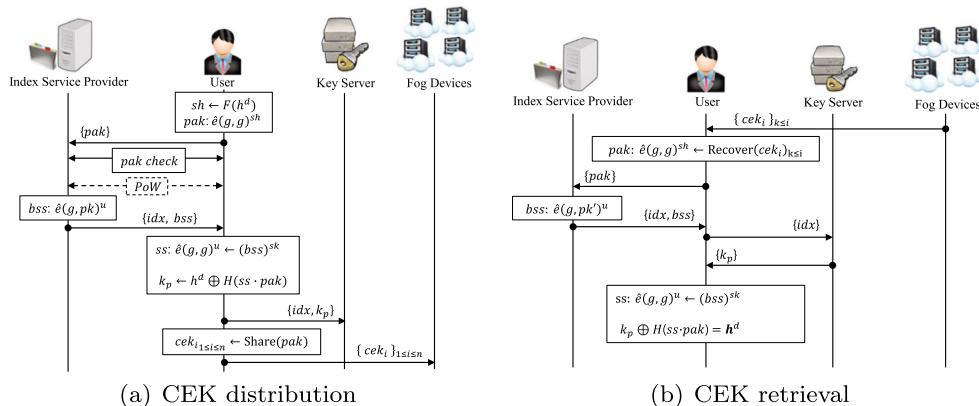 Index Service Provider
User
Key Server
Fog Devices
sh ← F(h^d)
pak: ê(g, g)^{sh}
{pak}
pak check
PoW
bss: ê(g, pk)^u
{idx, bss}
ss: ê(g, g)^u ← (bss)^{sk}
k_p ← h^d ⊕ H(ss · pak)
{idx, k_p}
cek_{i_{1≤i≤n}} ← Share(pak)
{ cek_i }_{1≤i≤n}
(a) CEK distribution
Index Service Provider
User
Key Server
Fog Devices
{ cek_i }_{k≤i}
pak: ê(g, g)^{sh} ← Recover(cek_i)_{k≤i}
{pak}
bss: ê(g, pk′)^u
{idx, bss}
{idx}
{k_p}
ss: ê(g, g)^u ← (bss)^{sk}
k_p ⊕ H(ss·pak) = h^d
(b) CEK retrieval